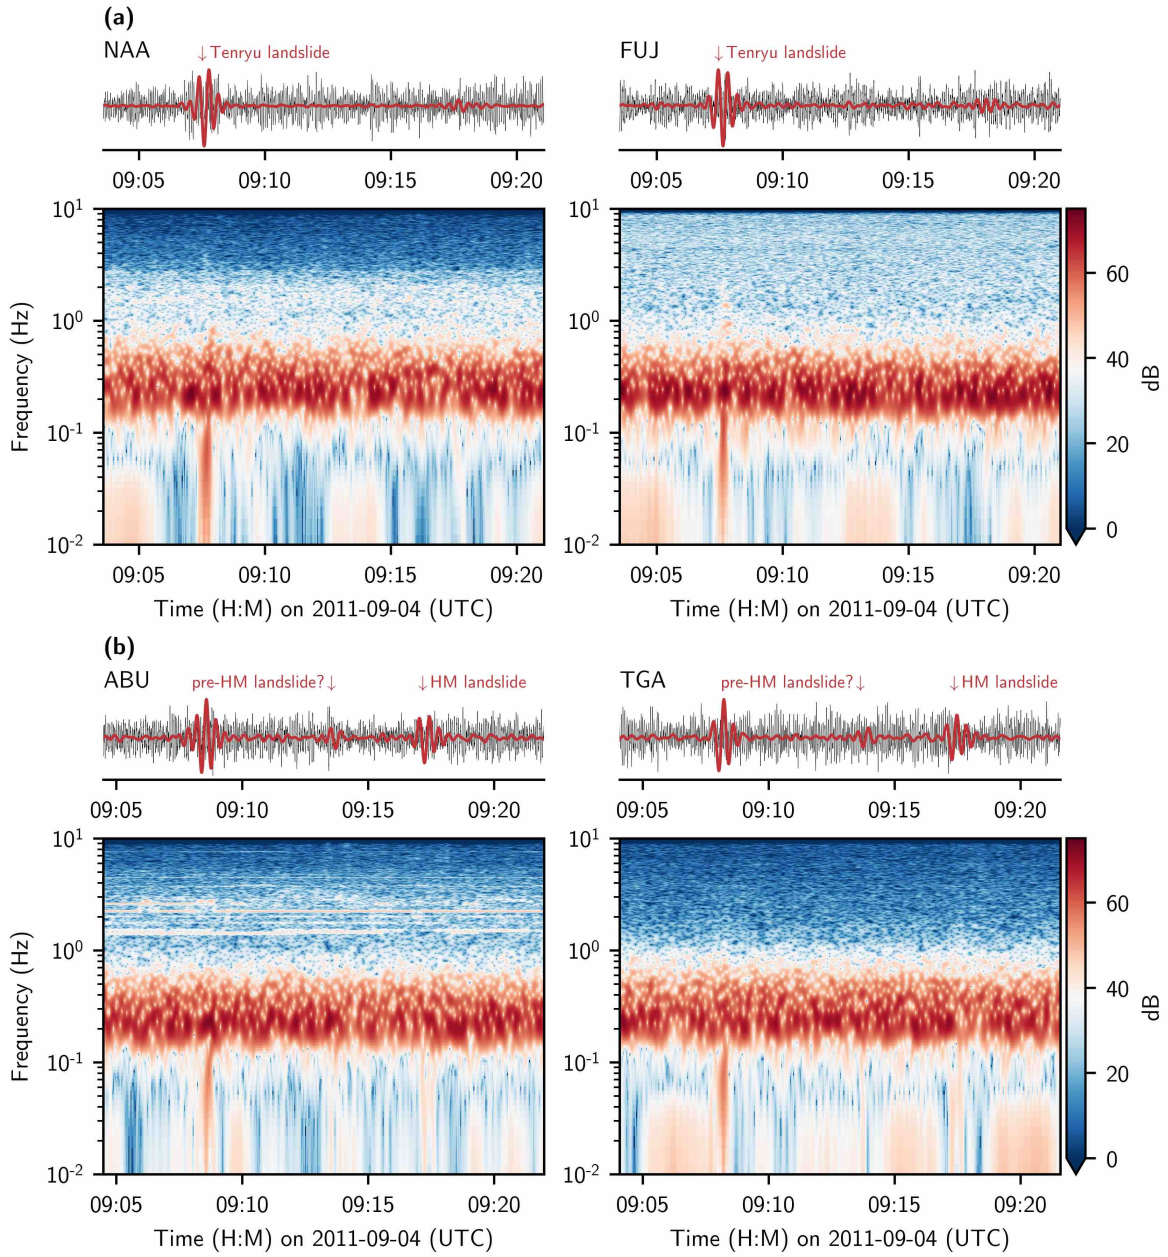 (a)
NAA
↓ Tenryu landslide
FUJ
↓ Tenryu landslide
09:05 09:10 09:15 09:20
09:05 09:10 09:15 09:20
10¹
10⁰
10⁻¹
10⁻²
Frequency (Hz)
09:05 09:10 09:15 09:20
Time (H:M) on 2011-09-04 (UTC)
10¹
10⁰
10⁻¹
10⁻²
09:05 09:10 09:15 09:20
Time (H:M) on 2011-09-04 (UTC)
60
40
20
0
dB
(b)
ABU
pre-HM landslide? ↓
↓ HM landslide
TGA
pre-HM landslide? ↓
↓ HM landslide
09:05 09:10 09:15 09:20
09:05 09:10 09:15 09:20
10¹
10⁰
10⁻¹
10⁻²
Frequency (Hz)
09:05 09:10 09:15 09:20
Time (H:M) on 2011-09-04 (UTC)
10¹
10⁰
10⁻¹
10⁻²
09:05 09:10 09:15 09:20
Time (H:M) on 2011-09-04 (UTC)
60
40
20
0
dB